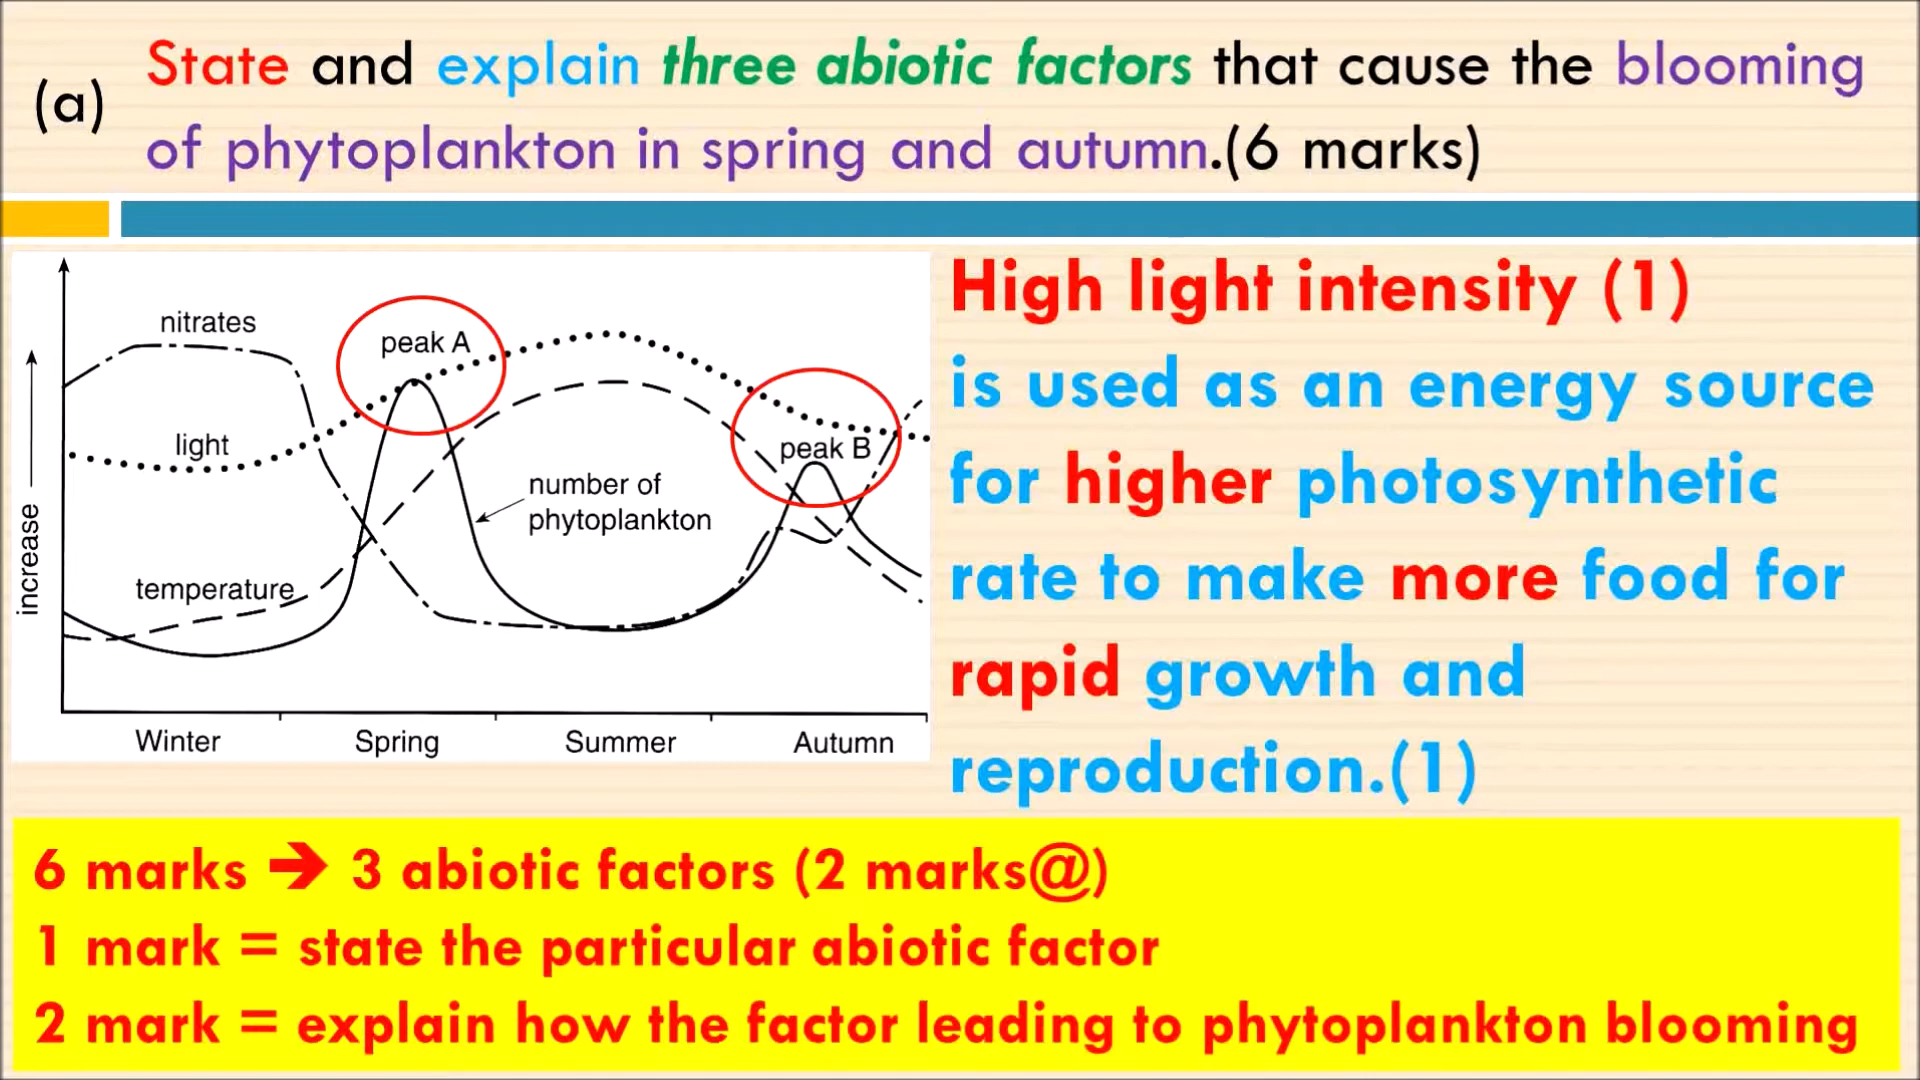 (a)
State and explain three abiotic factors that cause the blooming
of phytoplankton in spring and autumn.(6 marks)
nitrates
peak A
light
peak B
number of
phytoplankton
temperature
increase
Winter
Spring
Summer
Autumn
High light intensity (1)
is used as an energy source
for higher photosynthetic
rate to make more food for
rapid growth and
reproduction.(1)
6 marks ➔ 3 abiotic factors (2 marks@)
1 mark = state the particular abiotic factor
2 mark = explain how the factor leading to phytoplankton blooming